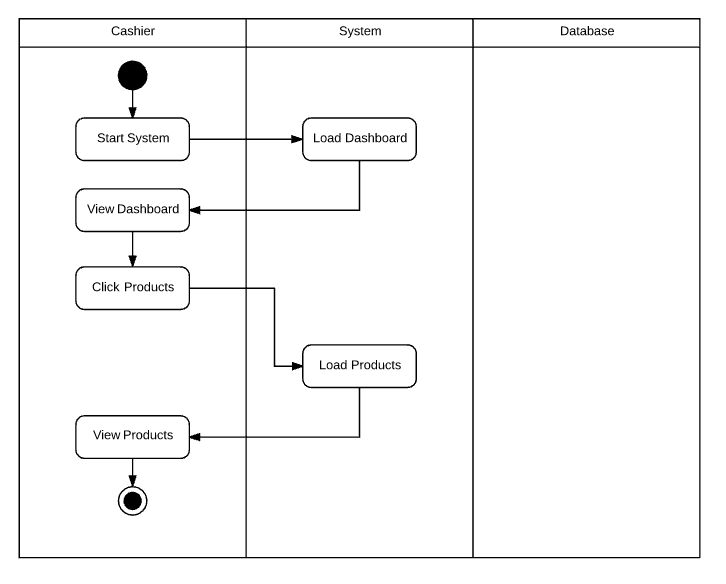 Cashier
System
Database
Start System
Load Dashboard
View Dashboard
Click Products
Load Products
View Products